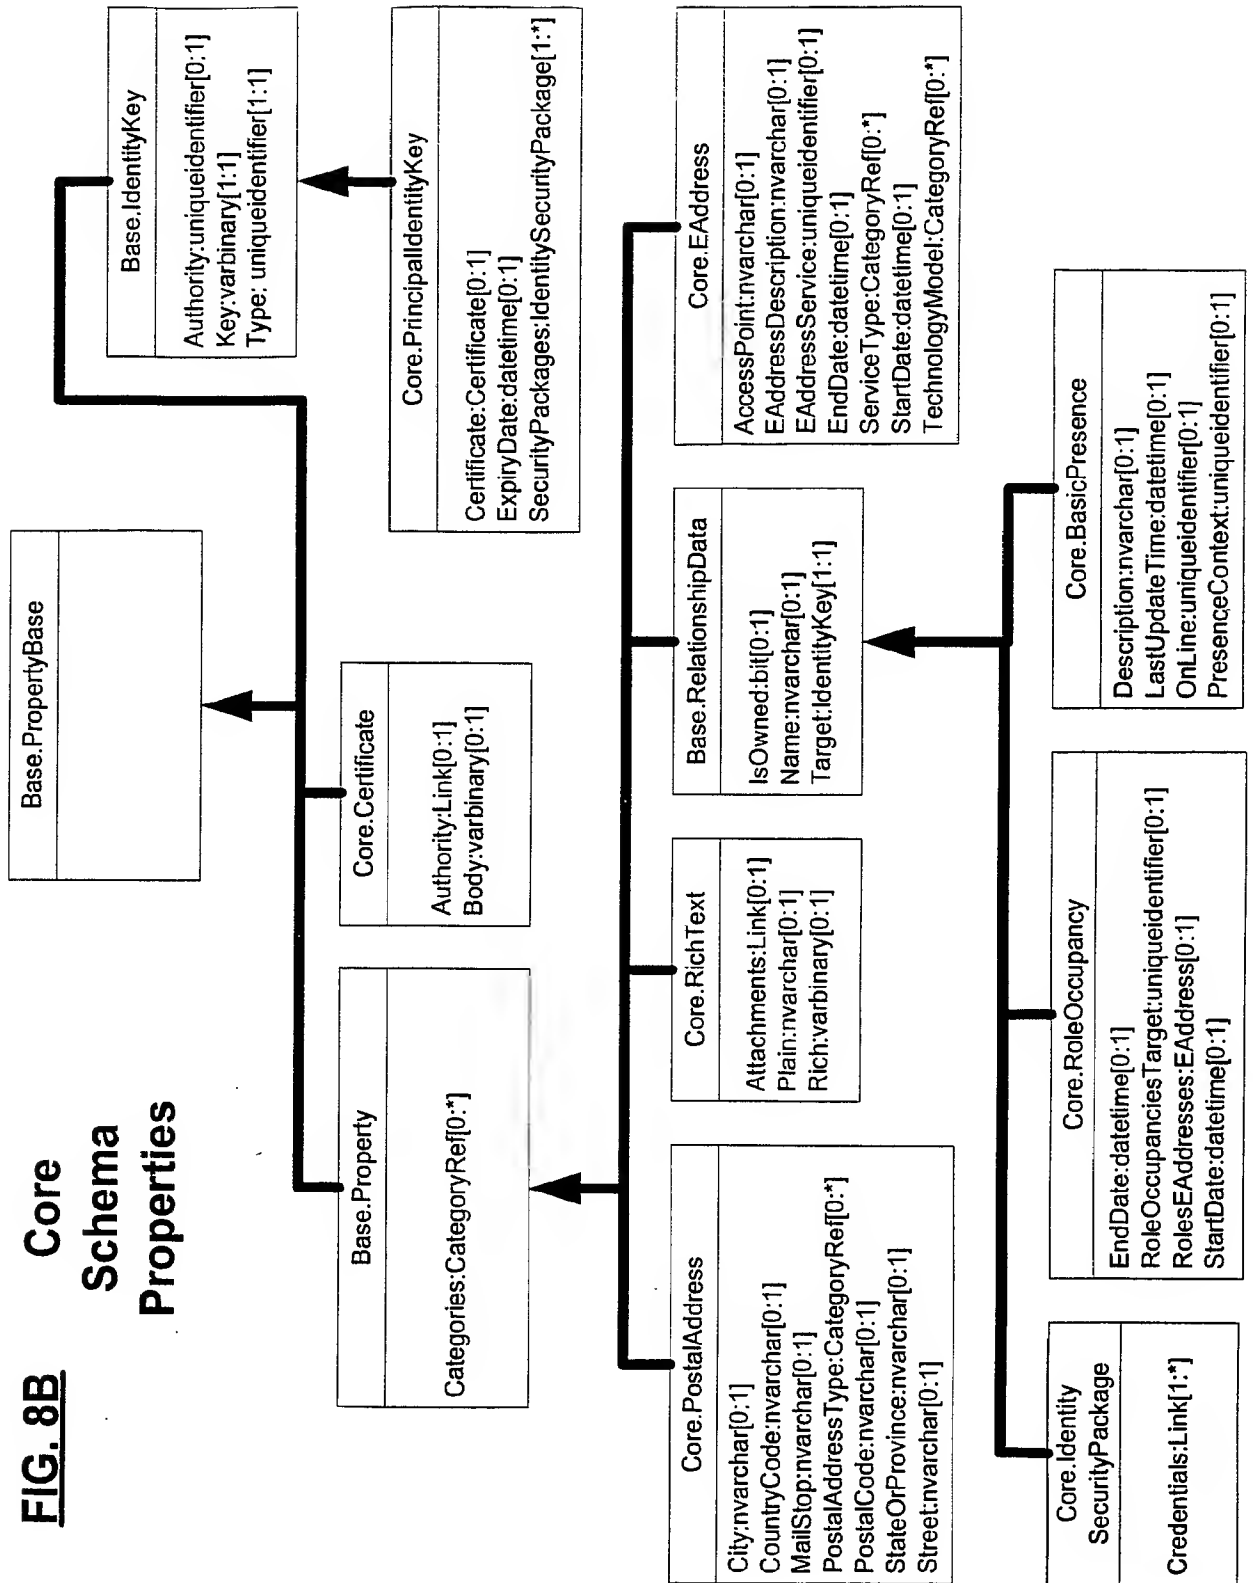 FIG. 8B
Core
Schema
Properties
Base.PropertyBase
Base.Property
Categories:CategoryRef[0:*]
Core.Certificate
Authority:Link[0:1]
Body:varbinary[0:1]
Base.IdentityKey
Authority:uniqueidentifier[0:1]
Key:varbinary[1:1]
Type: uniqueidentifier[1:1]
Core.PrincipalIdentityKey
Certificate:Certificate[0:1]
ExpiryDate:datetime[0:1]
SecurityPackages:IdentitySecurityPackage[1:*]
Core.PostalAddress
City:nvarchar[0:1]
CountryCode:nvarchar[0:1]
MailStop:nvarchar[0:1]
PostalAddressType:CategoryRef[0:*]
PostalCode:nvarchar[0:1]
StateOrProvince:nvarchar[0:1]
Street:nvarchar[0:1]
Core.RichText
Attachments:Link[0:1]
Plain:nvarchar[0:1]
Rich:varbinary[0:1]
Base.RelationshipData
IsOwned:bit[0:1]
Name:nvarchar[0:1]
Target:IdentityKey[1:1]
Core.EAddress
AccessPoint:nvarchar[0:1]
EAddressDescription:nvarchar[0:1]
EAddressService:uniqueidentifier[0:1]
EndDate:datetime[0:1]
ServiceType:CategoryRef[0:*]
StartDate:datetime[0:1]
TechnologyModel:CategoryRef[0:*]
Core.Identity
SecurityPackage
Credentials:Link[1:*]
Core.RoleOccupancy
EndDate:datetime[0:1]
RoleOccupanciesTarget:uniqueidentifier[0:1]
RolesEAddresses:EAddress[0:1]
StartDate:datetime[0:1]
Core.BasicPresence
Description:nvarchar[0:1]
LastUpdateTime:datetime[0:1]
OnLine:uniqueidentifier[0:1]
PresenceContext:uniqueidentifier[0:1]